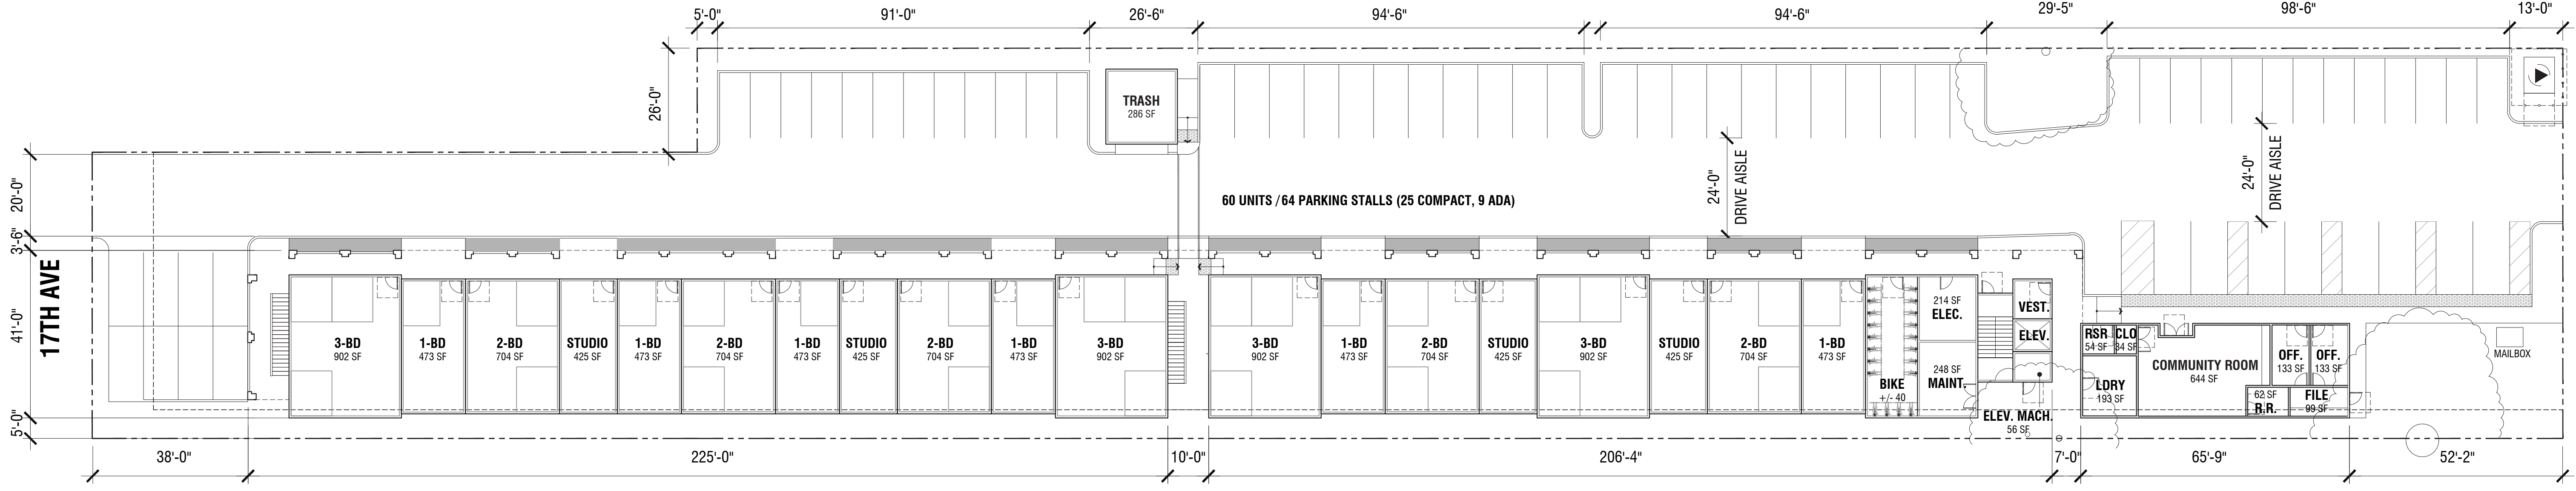 5'-0" 91'-0" 26'-6" 94'-6" 94'-6" 29'-5" 98'-6" 13'-0"
26'-0"
TRASH
286 SF
20'-0"
3'-6"
17TH AVE
41'-0"
5'-0"
60 UNITS / 64 PARKING STALLS (25 COMPACT, 9 ADA)
24'-0"
DRIVE AISLE
24'-0"
DRIVE AISLE
3-BD
902 SF
1-BD
473 SF
2-BD
704 SF
STUDIO
425 SF
1-BD
473 SF
2-BD
704 SF
1-BD
473 SF
STUDIO
425 SF
2-BD
704 SF
1-BD
473 SF
3-BD
902 SF
3-BD
902 SF
1-BD
473 SF
2-BD
704 SF
STUDIO
425 SF
3-BD
902 SF
STUDIO
425 SF
2-BD
704 SF
1-BD
473 SF
BIKE
+/- 40
214 SF
ELEC.
248 SF
MAINT.
VEST.
ELEV.
ELEV. MACH.
56 SF
RSR
54 SF
CLO
34 SF
LDRY
193 SF
COMMUNITY ROOM
644 SF
OFF.
133 SF
OFF.
133 SF
62 SF
R.R.
FILE
99 SF
MAILBOX
38'-0" 225'-0" 10'-0" 206'-4" 7'-0" 65'-9" 52'-2"